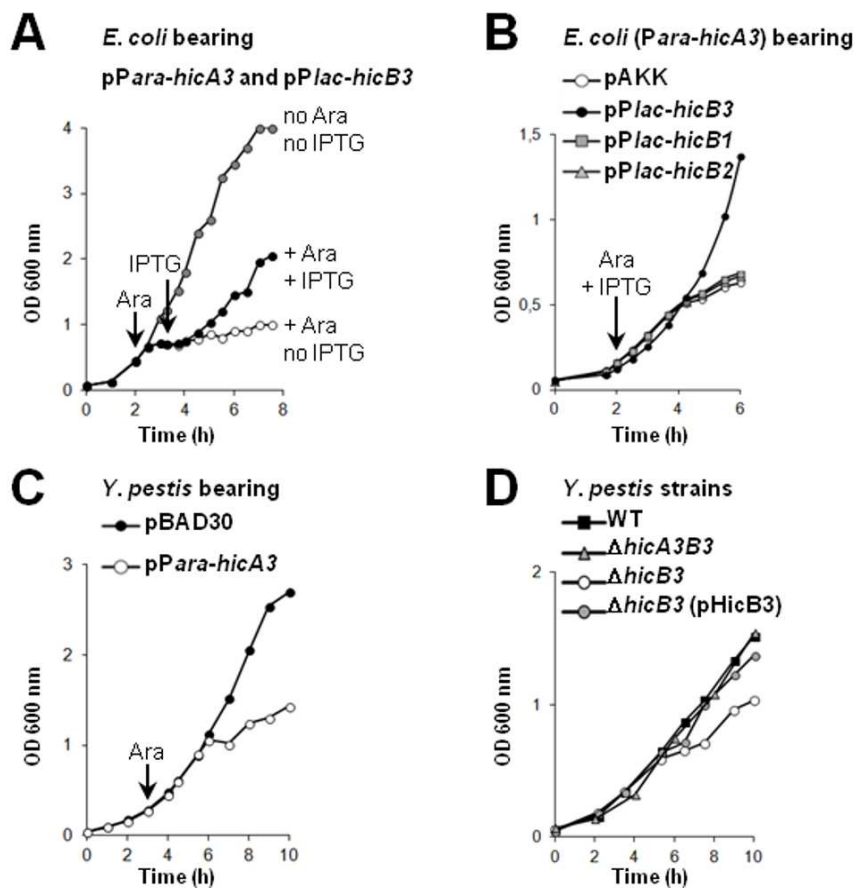 A
E. coli bearing
pPara-hicA3 and pPlac-hicB3
no Ara
no IPTG
IPTG
Ara
+ Ara
+ IPTG
+ Ara
no IPTG
OD 600 nm
4
3
2
1
0
0 2 4 6 8
Time (h)
B
E. coli (Para-hicA3) bearing
pAKK
pPlac-hicB3
pPlac-hicB1
pPlac-hicB2
Ara
+ IPTG
OD 600 nm
1,5
1
0,5
0
0 2 4 6
Time (h)
C
Y. pestis bearing
pBAD30
pPara-hicA3
Ara
OD 600 nm
3
2
1
0
0 2 4 6 8 10
Time (h)
D
Y. pestis strains
WT
ΔhicA3B3
ΔhicB3
ΔhicB3 (pHicB3)
OD 600 nm
2
1
0
0 2 4 6 8 10
Time (h)